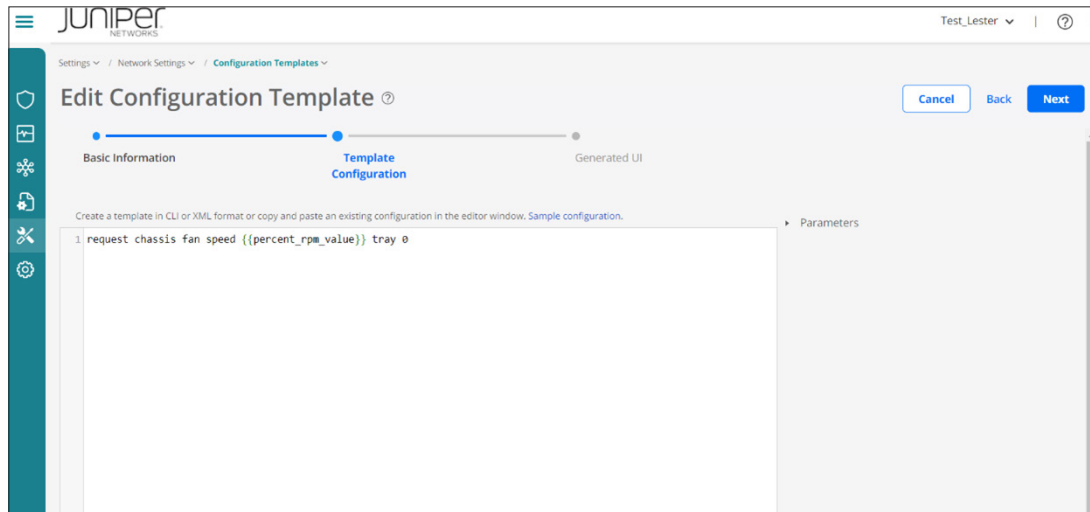 JUNIPER
NETWORKS
Test_Lester
Settings / Network Settings / Configuration Templates
Edit Configuration Template
Cancel Back Next
Basic Information
Template
Configuration
Generated UI
Create a template in CLI or XML format or copy and paste an existing configuration in the editor window. Sample configuration.
Parameters
1 request chassis fan speed {{percent_rpm_value}} tray 0